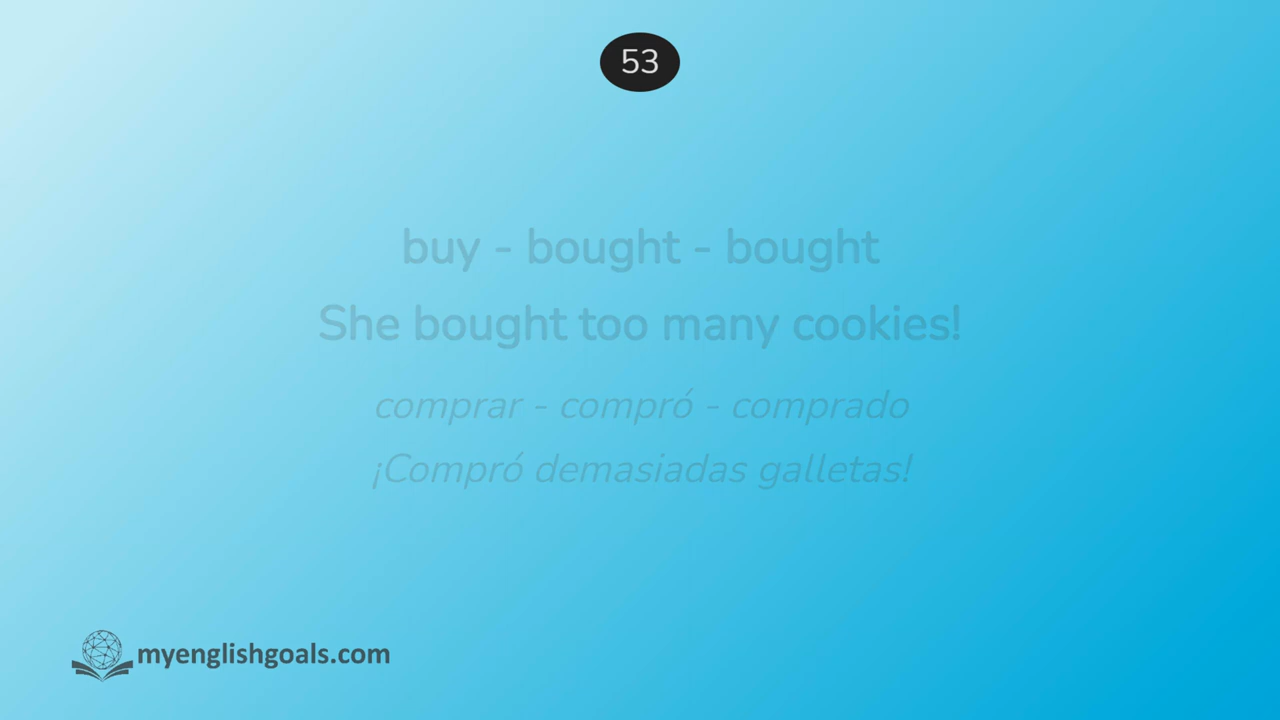 53
buy - bought - bought
She bought too many cookies!
comprar - compró - comprado
¡Compró demasiadas galletas!
myenglishgoals.com